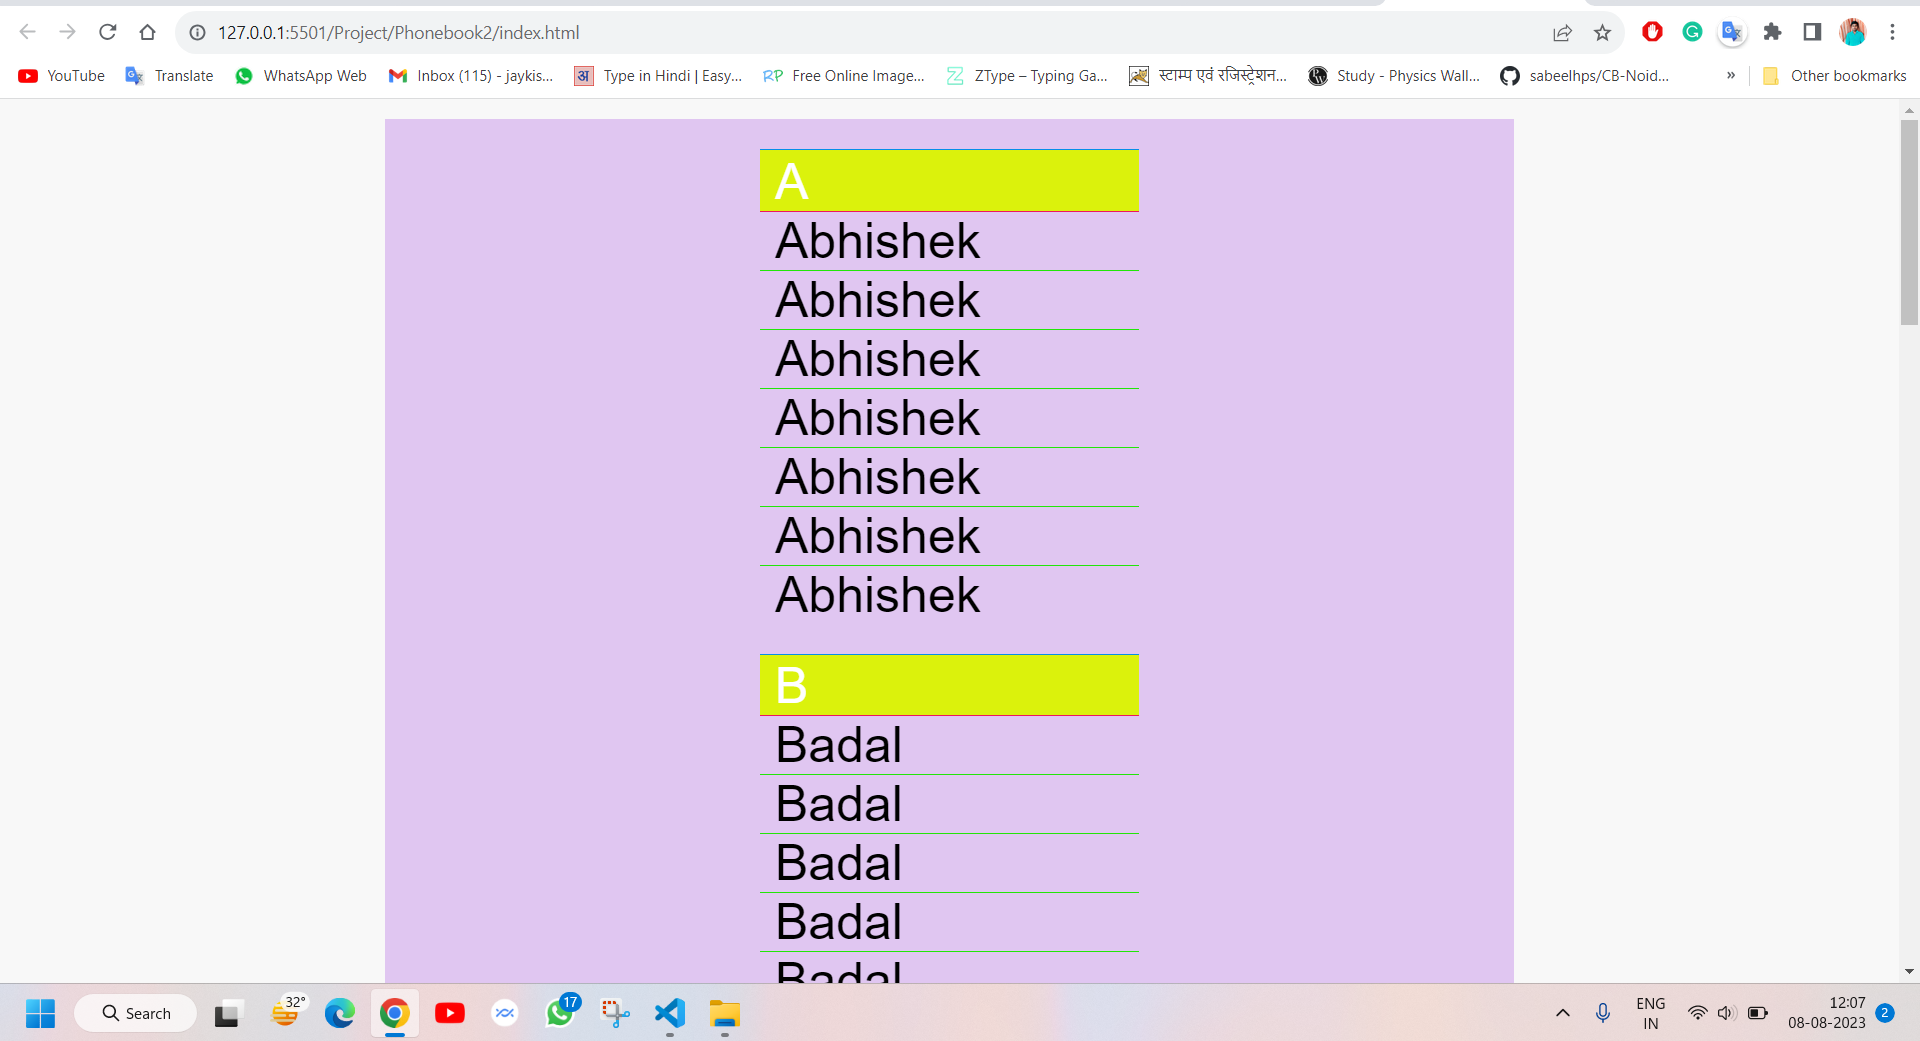 127.0.0.1:5501/Project/Phonebook2/index.html
YouTube Translate WhatsApp Web Inbox (115) - jaykis... Type in Hindi | Easy... Free Online Image... ZType – Typing Ga... स्टाम्प एवं रजिस्ट्रेशन... Study - Physics Wall... sabeelhps/CB-Noid... » Other bookmarks
A
Abhishek
Abhishek
Abhishek
Abhishek
Abhishek
Abhishek
Abhishek
B
Badal
Badal
Badal
Badal
Badal
Search 32° 17 ENG 12:07
IN 08-08-2023 2